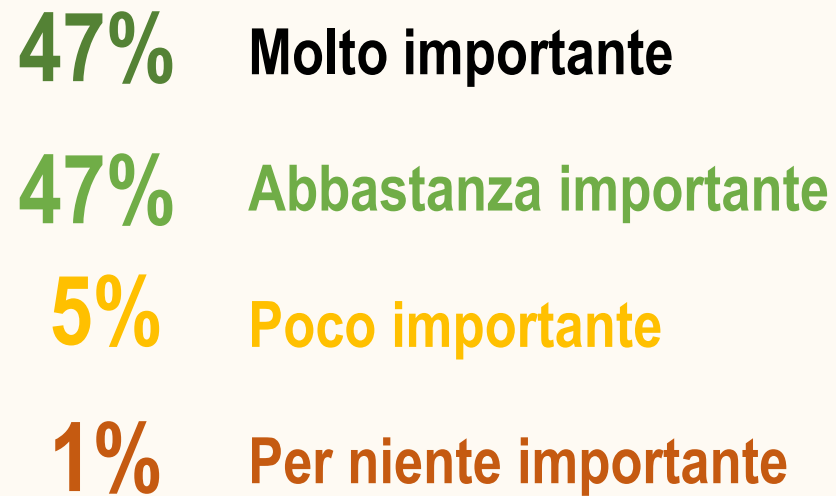 47% Molto importante
47% Abbastanza importante
5% Poco importante
1% Per niente importante